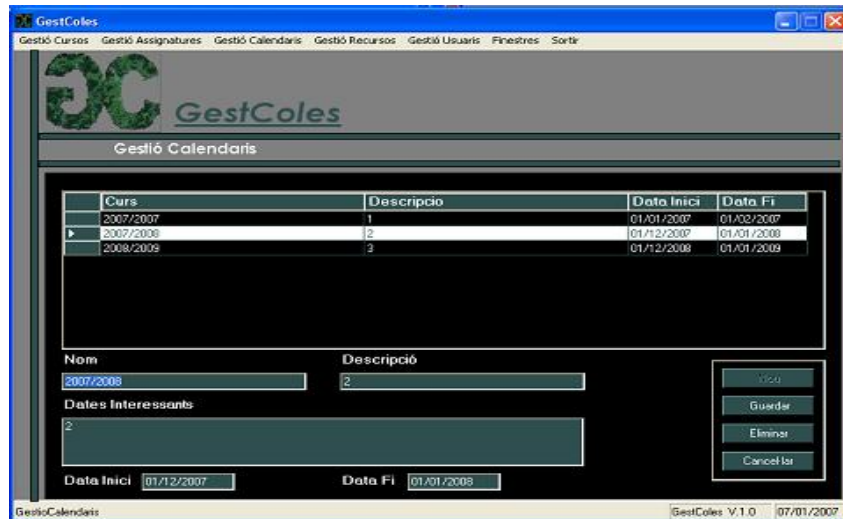 GestColes
Gestió Cursos Gestió Assignatures Gestió Calendaris Gestió Recursos Gestió Usuaris Finestres Sortir
GC GestColes
Gestió Calendaris
Curs Descripcio Data Inici Data Fi
2007/2007 1 01/01/2007 01/02/2007
2007/2008 2 01/12/2007 01/01/2008
2008/2009 3 01/12/2008 01/01/2009
Nom Descripció
2007/2008 2
Nou
Dates Interessants
Guardar
2
Eliminar
Cancel·lar
Data Inici 01/12/2007 Data Fi 01/01/2008
GestioCalendaris GestColes V.1.0 07/01/2007